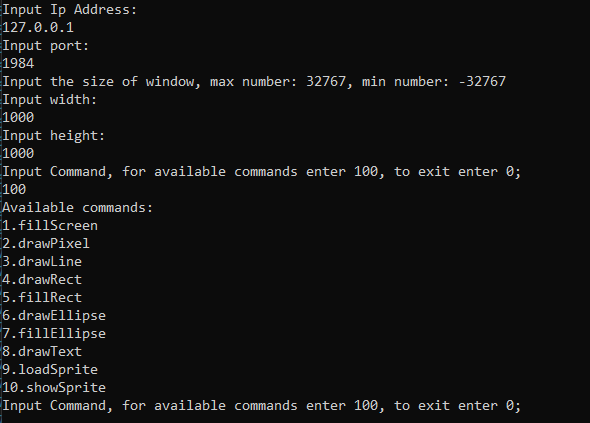 Input Ip Address:
127.0.0.1
Input port:
1984
Input the size of window, max number: 32767, min number: -32767
Input width:
1000
Input height:
1000
Input Command, for available commands enter 100, to exit enter 0;
100
Available commands:
1.fillScreen
2.drawPixel
3.drawLine
4.drawRect
5.fillRect
6.drawEllipse
7.fillEllipse
8.drawText
9.loadSprite
10.showSprite
Input Command, for available commands enter 100, to exit enter 0;